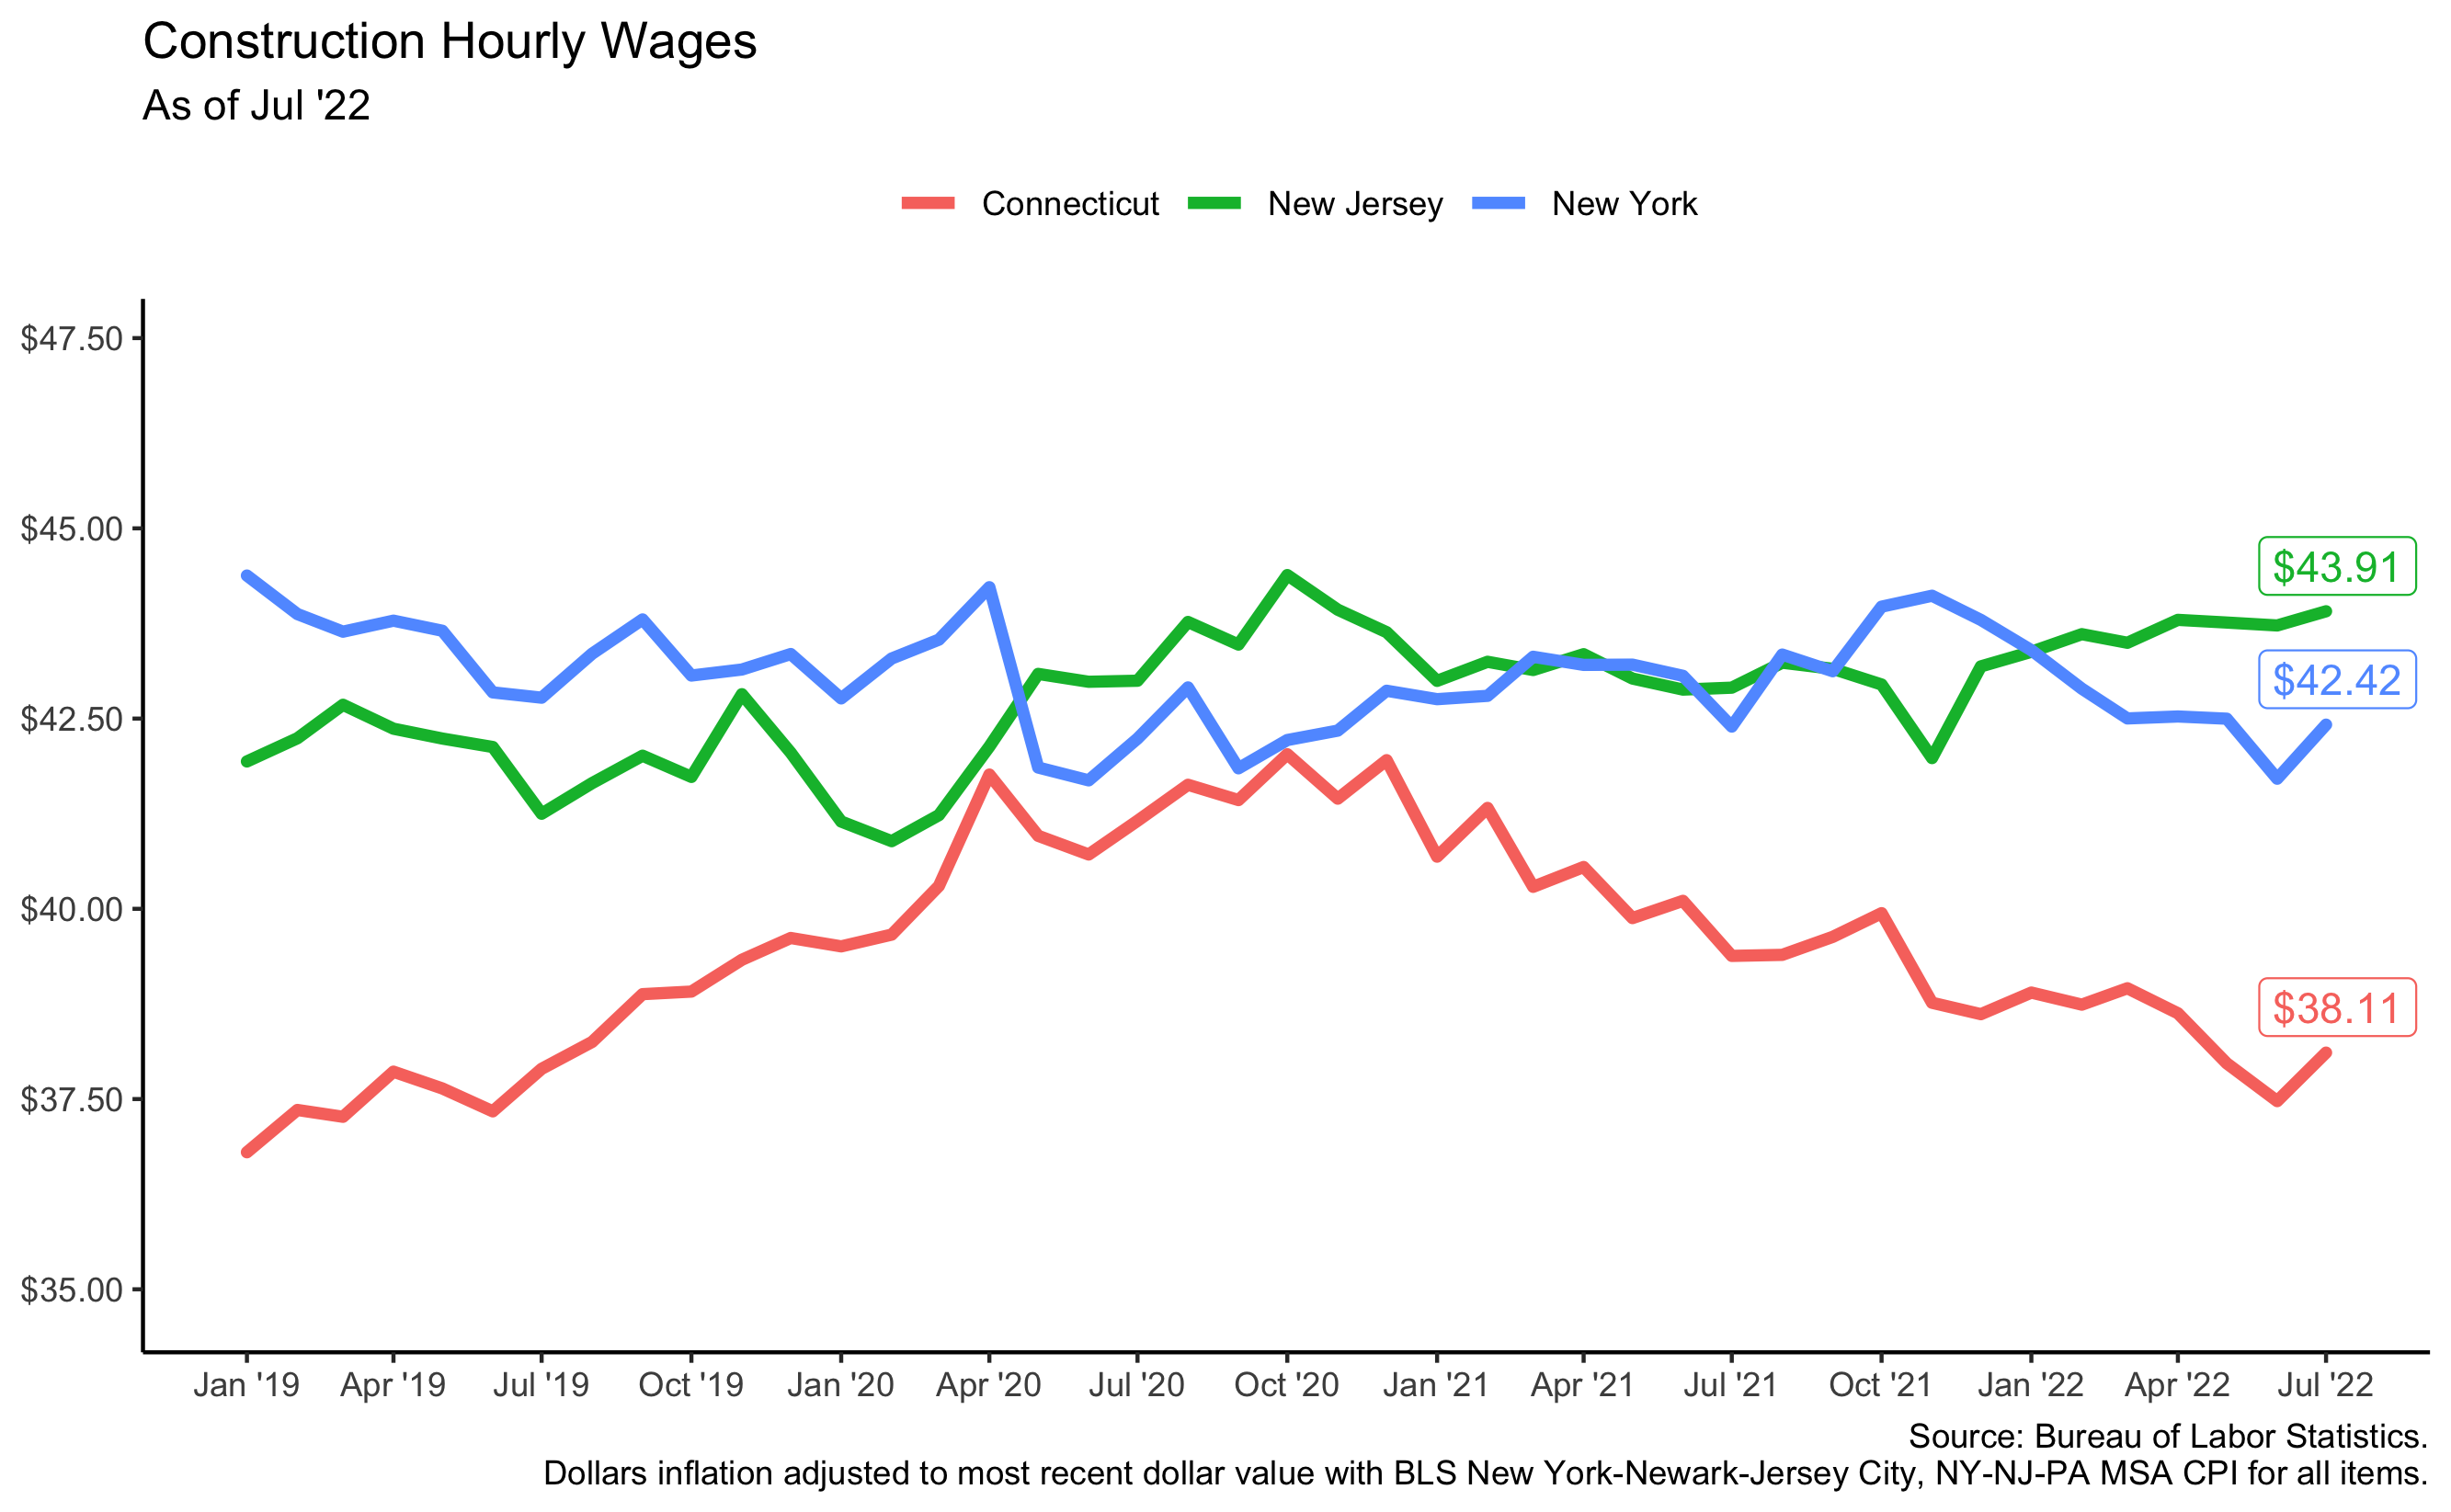 Construction Hourly Wages
As of Jul '22
Connecticut New Jersey New York
$47.50
$45.00
$42.50
$40.00
$37.50
$35.00
$43.91
$42.42
$38.11
Jan '19 Apr '19 Jul '19 Oct '19 Jan '20 Apr '20 Jul '20 Oct '20 Jan '21 Apr '21 Jul '21 Oct '21 Jan '22 Apr '22 Jul '22
Source: Bureau of Labor Statistics.
Dollars inflation adjusted to most recent dollar value with BLS New York-Newark-Jersey City, NY-NJ-PA MSA CPI for all items.